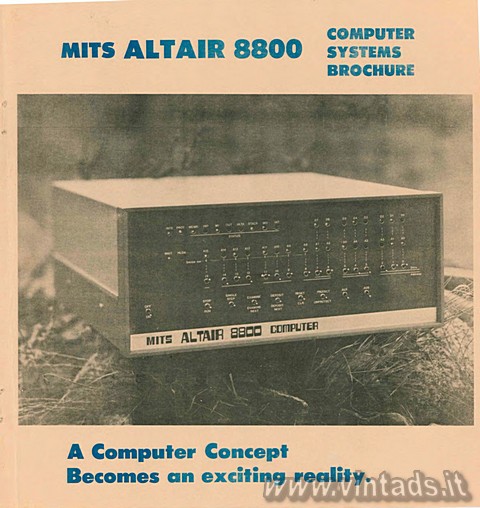 MITS ALTAIR 8800
COMPUTER
SYSTEMS
BROCHURE
MITS ALTAIR 8800 COMPUTER
A Computer Concept
Becomes an exciting reality.
www.vintads.it